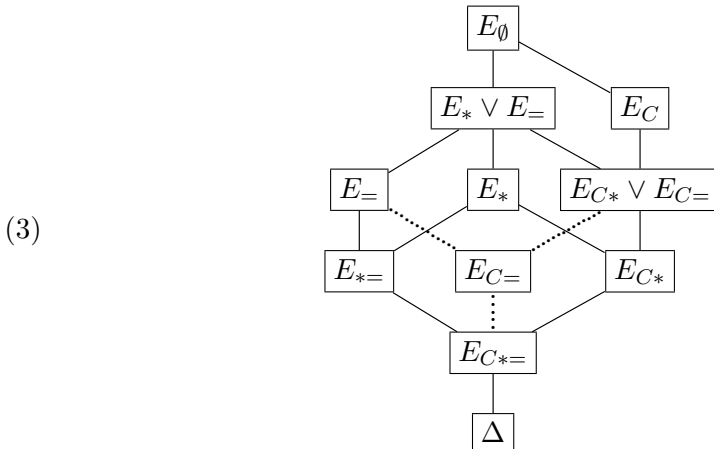 E_∅
E_* ∨ E_=
E_C
E_=
E_*
E_{C*} ∨ E_{C=}
(3)
E_{*=}
E_{C=}
E_{C*}
E_{C*=}
Δ